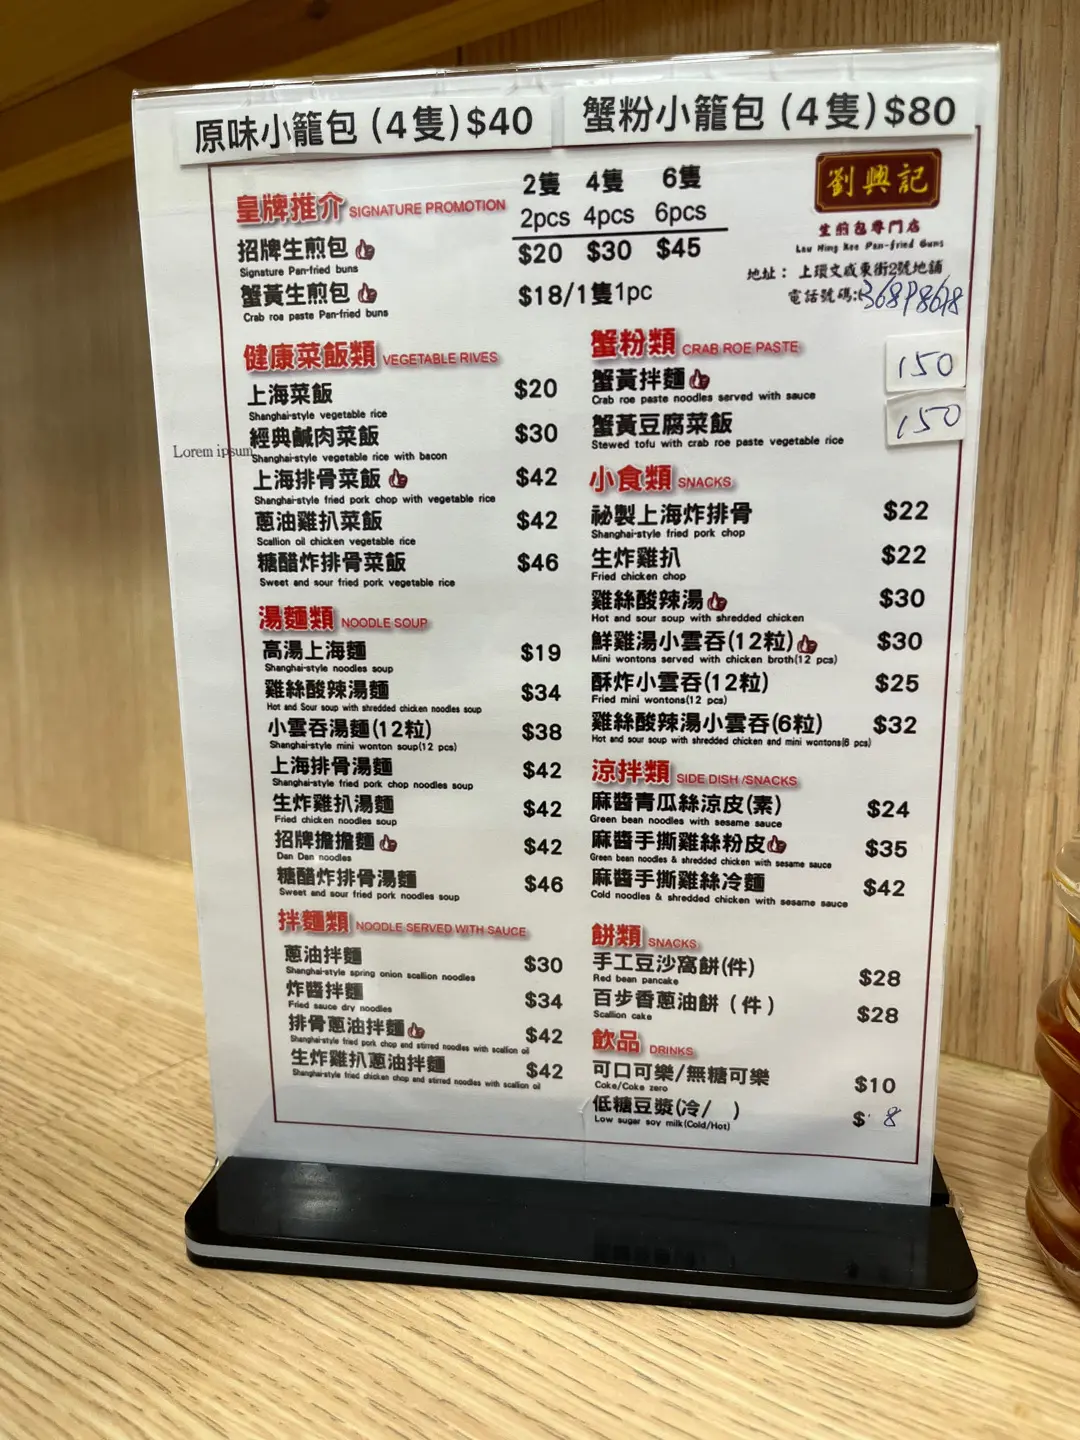 原味小籠包(4隻)$40
蟹粉小籠包(4隻)$80
劉興記
生煎包專門店
Lau Hing Kee Pan-fried Buns
地址：上環文咸東街2號地舖
電話號碼:
皇牌推介 SIGNATURE PROMOTION
2隻 4隻 6隻
2pcs 4pcs 6pcs
招牌生煎包 $20 $30 $45
Signature Pan-fried buns
蟹黃生煎包 $18/1隻1pc
Crab roa paste Pan-fried buns
健康菜飯類 VEGETABLE RIVES
上海菜飯 $20
Shanghai-style vegetable rice
經典鹹肉菜飯 $30
Lorem ipsum
Shanghai-style vegetable rice with bacon
上海排骨菜飯 $42
Shanghai-style fried pork chop with vegetable rice
蔥油雞扒菜飯 $42
Scallion oil chicken vegetable rice
糖醋炸排骨菜飯 $46
Sweet and sour fried pork vegetable rice
湯麵類 NOODLE SOUP
高湯上海麵 $19
Shanghai-style noodles soup
雞絲酸辣湯麵 $34
Hot and Sour soup with shredded chicken noodles soup
小雲吞湯麵(12粒) $38
Shanghai-style mini wonton soup(12 pcs)
上海排骨湯麵 $42
Shanghai-style fried pork chop noodles soup
生炸雞扒湯麵 $42
Fried chicken noodles soup
招牌擔擔麵 $42
Dan Dan noodles
糖醋炸排骨湯麵 $46
Sweet and sour fried pork noodles soup
拌麵類 NOODLE SERVED WITH SAUCE
蔥油拌麵 $30
Shanghai-style spring onion scallion noodles
炸醬拌麵 $34
Fried sauce dry noodles
排骨蔥油拌麵 $42
Shanghai-style fried pork chop and stirred noodles with scallion oil
生炸雞扒蔥油拌麵 $42
Shanghai-style fried chicken chop and stirred noodles with scallion oil
蟹粉類 CRAB ROE PASTE
蟹黃拌麵 150
Crab roe paste noodles served with sauce
蟹黃豆腐菜飯 150
Stewed tofu with crab roe paste vegetable rice
小食類 SNACKS
祕製上海炸排骨 $22
Shanghai-style fried pork chop
生炸雞扒 $22
Fried chicken chop
雞絲酸辣湯 $30
Hot and sour soup with shredded chicken
鮮雞湯小雲吞(12粒) $30
Mini wontons served with chicken broth(12 pcs)
酥炸小雲吞(12粒) $25
Fried mini wontons(12 pcs)
雞絲酸辣湯小雲吞(6粒) $32
Hot and sour soup with shredded chicken and mini wontons(6 pcs)
涼拌類 SIDE DISH /SNACKS
麻醬青瓜絲涼皮(素) $24
Green bean noodles with sesame sauce
麻醬手撕雞絲粉皮 $35
Green bean noodles & shredded chicken with sesame sauce
麻醬手撕雞絲冷麵 $42
Cold noodles & shredded chicken with sesame sauce
餅類 SNACKS
手工豆沙窩餅(件) $28
Red bean pancake
百步香蔥油餅（件） $28
Scallion cake
飲品 DRINKS
可口可樂/無糖可樂 $10
Coke/Coke zero
低糖豆漿(冷/ ) $ 8
Low sugar soy milk(Cold/Hot)